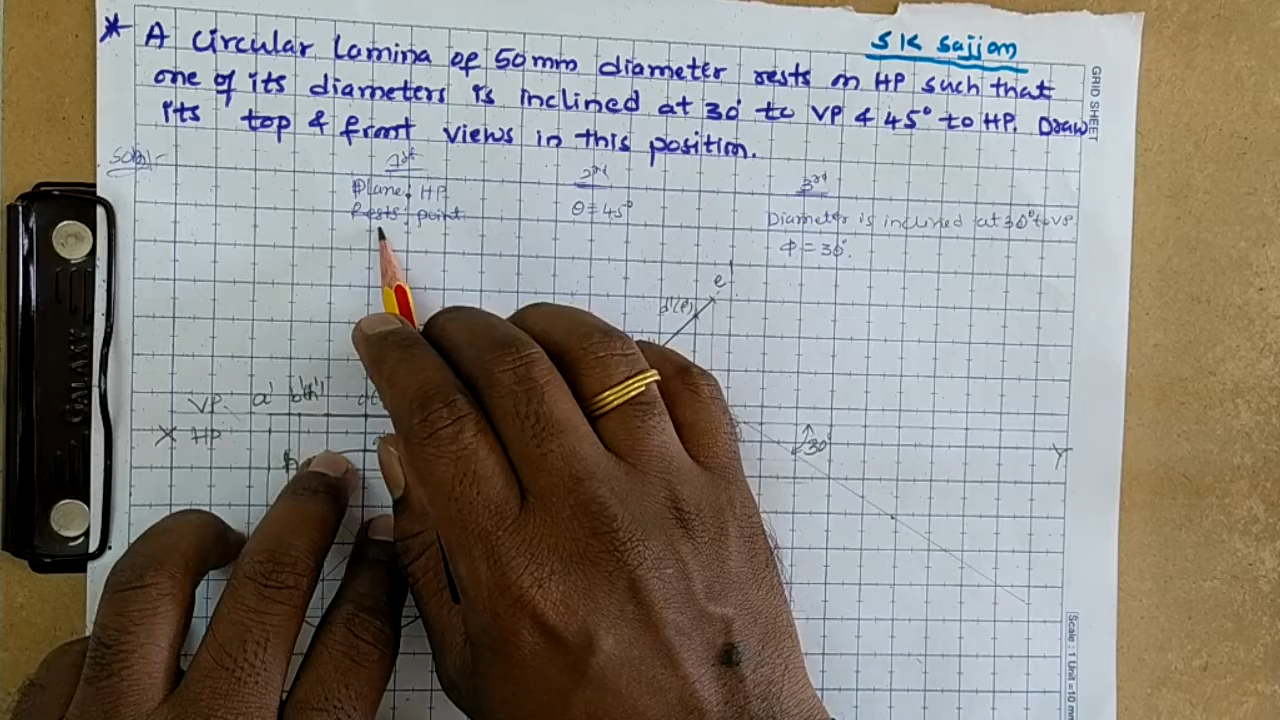 * A circular Lamina of 50mm diameter rests on HP such that
one of its diameters is inclined at 30° to VP & 45° to HP. Draw
its top & front views in this position.
SK Sajjan
GRID SHEET
Soln:-
1st
Plane: HP
Rests: point
2nd
θ = 45°
3rd
Diameter is inclined at 30° to VP
Φ = 30°.
e'
VP a' b'(h')
X HP
30°
Y
GALAXY
Scale : 1 Unit = 10 mm